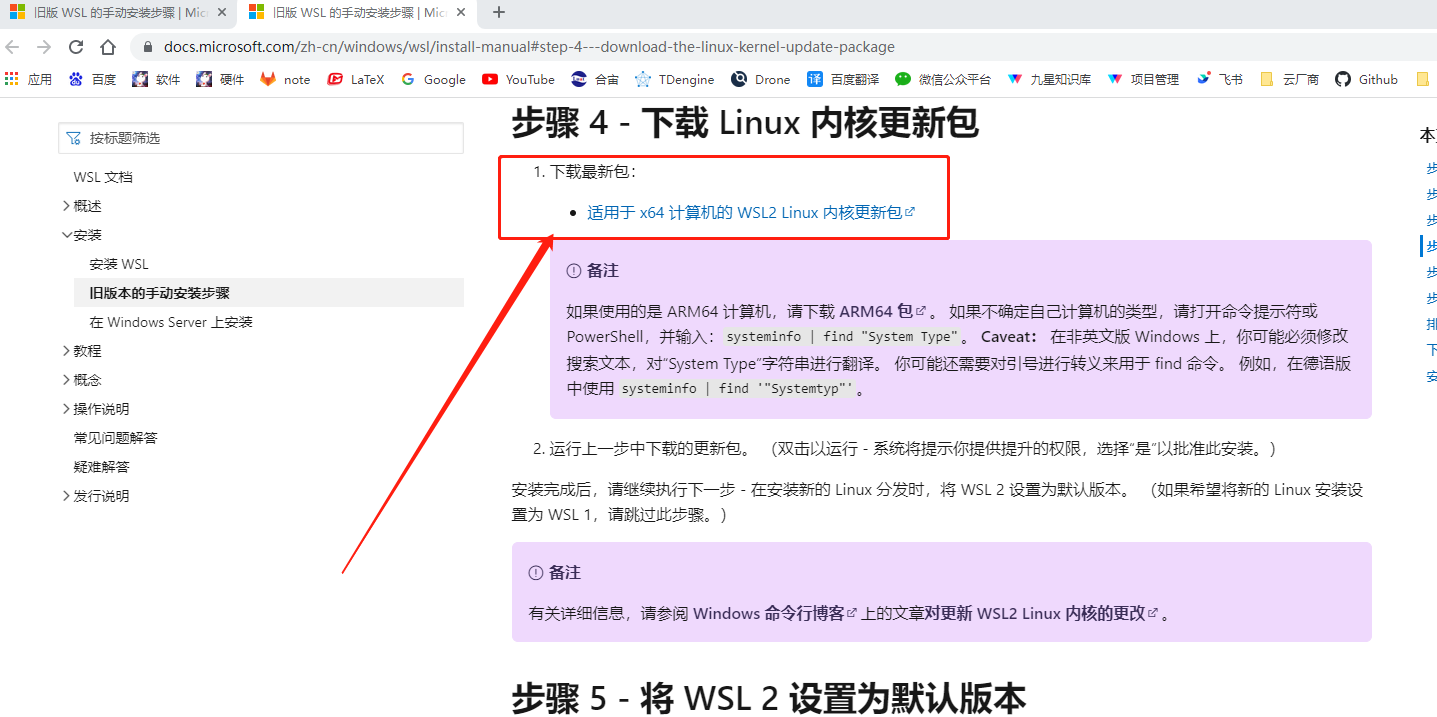 旧版 WSL 的手动安装步骤 | Mic
旧版 WSL 的手动安装步骤 | Mic
docs.microsoft.com/zh-cn/windows/wsl/install-manual#step-4---download-the-linux-kernel-update-package
应用 百度 软件 硬件 note LaTeX Google YouTube 合宙 TDengine Drone 百度翻译 微信公众平台 九星知识库 项目管理 飞书 云厂商 Github
按标题筛选
WSL 文档
概述
安装
安装 WSL
旧版本的手动安装步骤
在 Windows Server 上安装
教程
概念
操作说明
常见问题解答
疑难解答
发行说明
步骤 4 - 下载 Linux 内核更新包
1. 下载最新包：
• 适用于 x64 计算机的 WSL2 Linux 内核更新包
备注
如果使用的是 ARM64 计算机，请下载 ARM64 包。 如果不确定自己计算机的类型，请打开命令提示符或
PowerShell，并输入： systeminfo | find "System Type"。 Caveat： 在非英文版 Windows 上，你可能必须修改
搜索文本，对“System Type”字符串进行翻译。 你可能还需要对引号进行转义来用于 find 命令。 例如，在德语版
中使用 systeminfo | find '"Systemtyp"'。
2. 运行上一步中下载的更新包。 （双击以运行 - 系统将提示你提供提升的权限，选择“是”以批准此安装。）
安装完成后，请继续执行下一步 - 在安装新的 Linux 分发时，将 WSL 2 设置为默认版本。 （如果希望将新的 Linux 安装设
置为 WSL 1，请跳过此步骤。）
备注
有关详细信息，请参阅 Windows 命令行博客 上的文章对更新 WSL2 Linux 内核的更改。
步骤 5 - 将 WSL 2 设置为默认版本
本
步
步
步
步
步
步
排
下
安